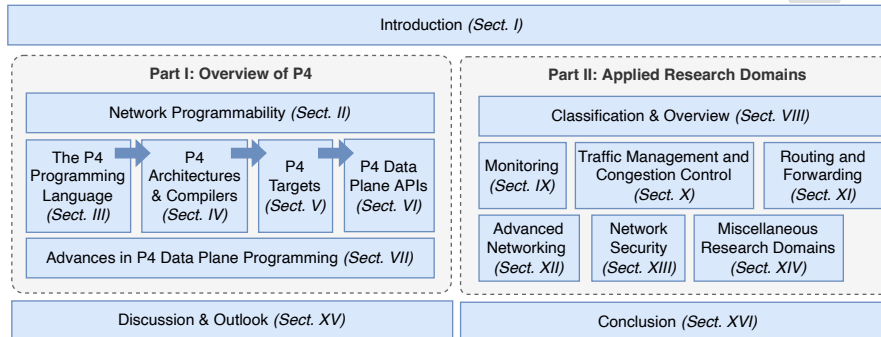 Introduction (Sect. I)
Part I: Overview of P4
Network Programmability (Sect. II)
The P4
Programming
Language
(Sect. III)
P4
Architectures
& Compilers
(Sect. IV)
P4
Targets
(Sect. V)
P4 Data
Plane APIs
(Sect. VI)
Advances in P4 Data Plane Programming (Sect. VII)
Part II: Applied Research Domains
Classification & Overview (Sect. VIII)
Monitoring
(Sect. IX)
Traffic Management and
Congestion Control
(Sect. X)
Routing and
Forwarding
(Sect. XI)
Advanced
Networking
(Sect. XII)
Network
Security
(Sect. XIII)
Miscellaneous
Research Domains
(Sect. XIV)
Discussion & Outlook (Sect. XV)
Conclusion (Sect. XVI)